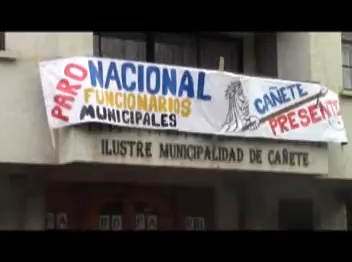 PARO
NACIONAL
FUNCIONARIOS
MUNICIPALES
CAÑETE
PRESENTE
ILUSTRE MUNICIPALIDAD DE CAÑETE